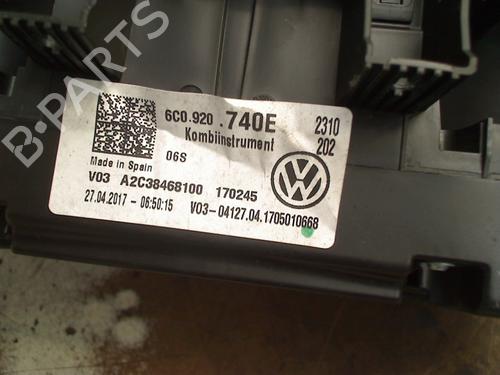 B-PARTS
6C0.920 .740E 2310
Kombiinstrument 202
Made in Spain 06S
V03 A2C38468100 170245
27.04.2017 - 06:50:15 V03-04127.04.1705010668